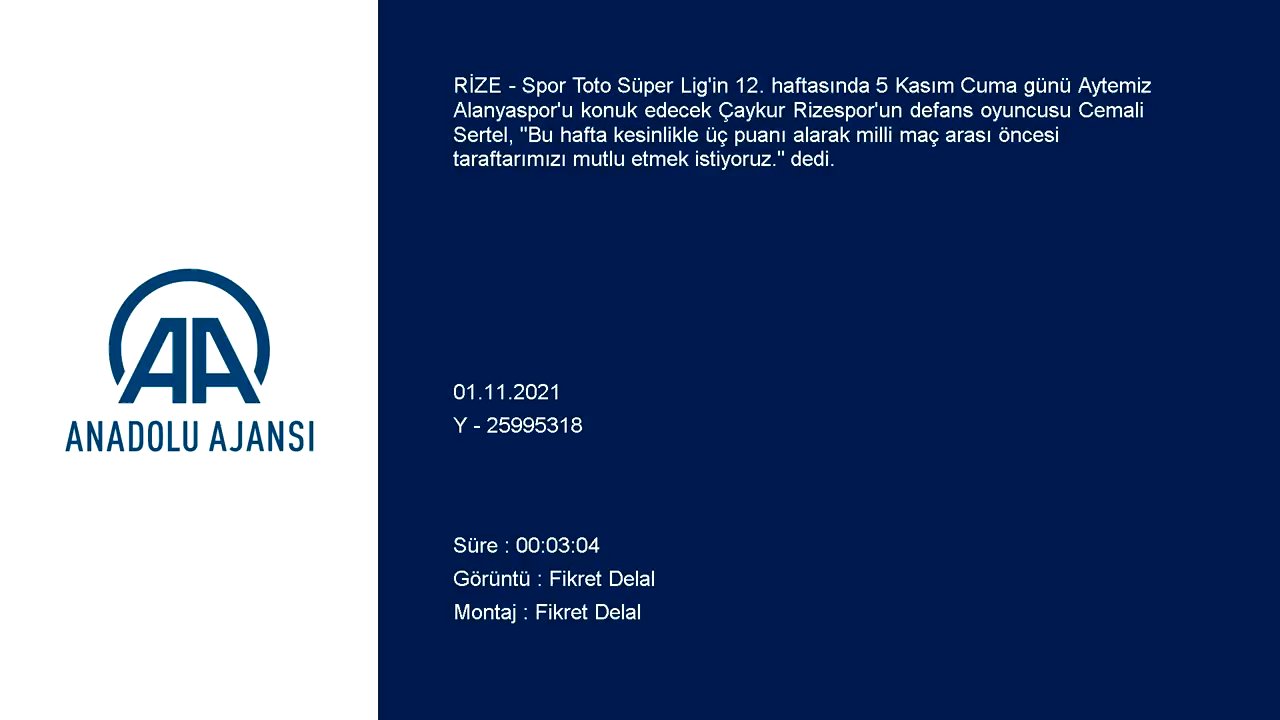 RİZE - Spor Toto Süper Lig'in 12. haftasında 5 Kasım Cuma günü Aytemiz
Alanyaspor'u konuk edecek Çaykur Rizespor'un defans oyuncusu Cemali
Sertel, "Bu hafta kesinlikle üç puanı alarak milli maç arası öncesi
taraftarımızı mutlu etmek istiyoruz." dedi.
AA
ANADOLU AJANSI
01.11.2021
Y - 25995318
Süre : 00:03:04
Görüntü : Fikret Delal
Montaj : Fikret Delal